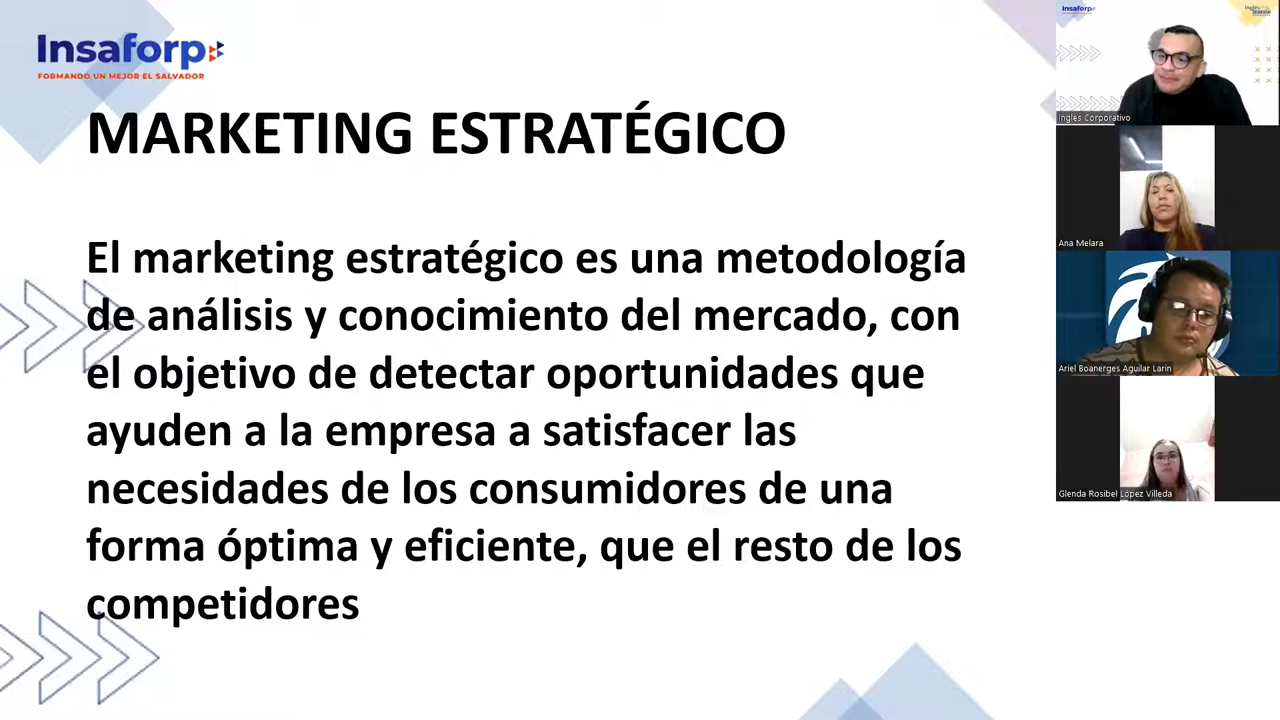 Insaforp
FORMANDO UN MEJOR EL SALVADOR
MARKETING ESTRATÉGICO
El marketing estratégico es una metodología
de análisis y conocimiento del mercado, con
el objetivo de detectar oportunidades que
ayuden a la empresa a satisfacer las
necesidades de los consumidores de una
forma óptima y eficiente, que el resto de los
competidores
Insaforp
Ingles Corporativo
Ana Melara
Ariel Boanerges Aguilar Larin
Glenda Rosibel López Villeda